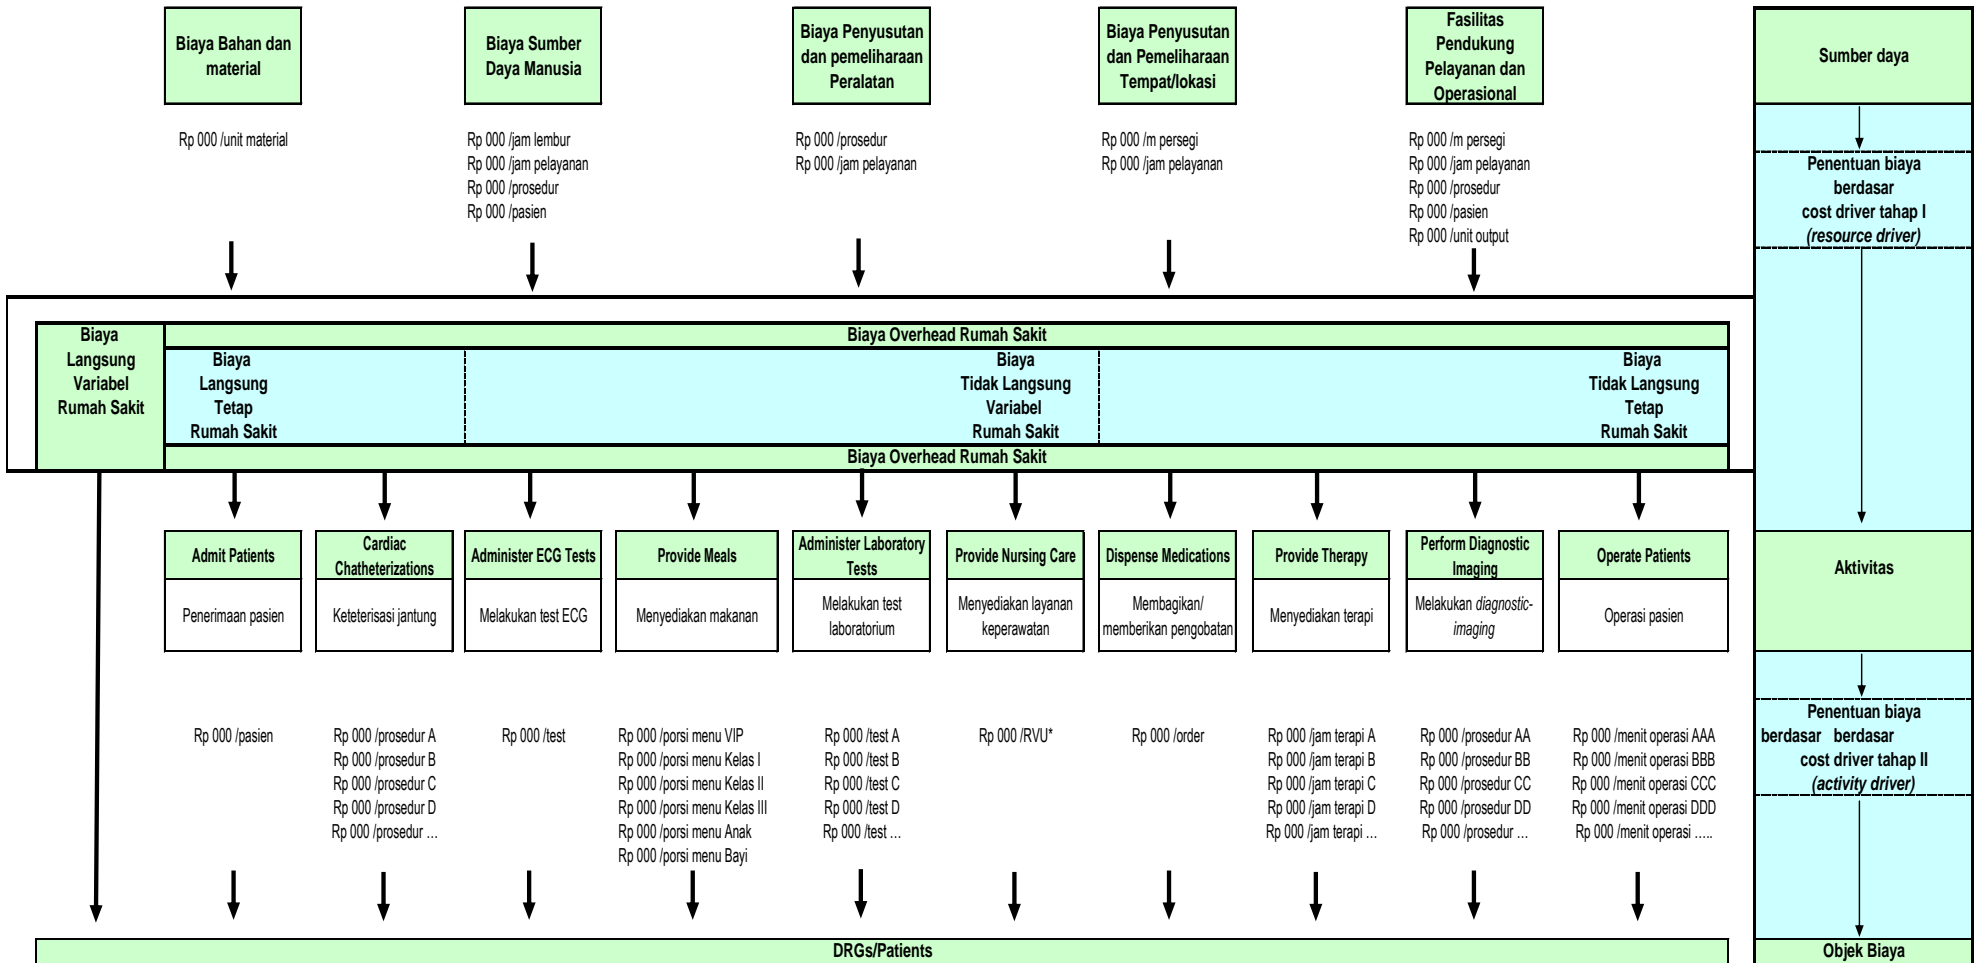 Biaya Bahan dan
material
Biaya Sumber
Daya Manusia
Biaya Penyusutan
dan pemeliharaan
Peralatan
Biaya Penyusutan
dan Pemeliharaan
Tempat/lokasi
Fasilitas
Pendukung
Pelayanan dan
Operasional
Sumber daya
Rp 000 /unit material
Rp 000 /jam lembur
Rp 000 /jam pelayanan
Rp 000 /prosedur
Rp 000 /pasien
Rp 000 /prosedur
Rp 000 /jam pelayanan
Rp 000 /m persegi
Rp 000 /jam pelayanan
Rp 000 /m persegi
Rp 000 /jam pelayanan
Rp 000 /prosedur
Rp 000 /pasien
Rp 000 /unit output
Penentuan biaya
berdasar
cost driver tahap I
(resource driver)
Biaya
Langsung
Variabel
Rumah Sakit
Biaya Overhead Rumah Sakit
Biaya
Langsung
Tetap
Rumah Sakit
Biaya
Tidak Langsung
Variabel
Rumah Sakit
Biaya
Tidak Langsung
Tetap
Rumah Sakit
Biaya Overhead Rumah Sakit
Admit Patients
Penerimaan pasien
Cardiac
Chatheterizations
Keteterisasi jantung
Administer ECG Tests
Melakukan test ECG
Provide Meals
Menyediakan makanan
Administer Laboratory
Tests
Melakukan test
laboratorium
Provide Nursing Care
Menyediakan layanan
keperawatan
Dispense Medications
Membagikan/
memberikan pengobatan
Provide Therapy
Menyediakan terapi
Perform Diagnostic
Imaging
Melakukan diagnostic-
imaging
Operate Patients
Operasi pasien
Aktivitas
Rp 000 /pasien
Rp 000 /prosedur A
Rp 000 /prosedur B
Rp 000 /prosedur C
Rp 000 /prosedur D
Rp 000 /prosedur …
Rp 000 /test
Rp 000 /porsi menu VIP
Rp 000 /porsi menu Kelas I
Rp 000 /porsi menu Kelas II
Rp 000 /porsi menu Kelas III
Rp 000 /porsi menu Anak
Rp 000 /porsi menu Bayi
Rp 000 /test A
Rp 000 /test B
Rp 000 /test C
Rp 000 /test D
Rp 000 /test …
Rp 000 /RVU*
Rp 000 /order
Rp 000 /jam terapi A
Rp 000 /jam terapi B
Rp 000 /jam terapi C
Rp 000 /jam terapi D
Rp 000 /jam terapi …
Rp 000 /prosedur AA
Rp 000 /prosedur BB
Rp 000 /prosedur CC
Rp 000 /prosedur DD
Rp 000 /prosedur …
Rp 000 /menit operasi AAA
Rp 000 /menit operasi BBB
Rp 000 /menit operasi CCC
Rp 000 /menit operasi DDD
Rp 000 /menit operasi …..
Penentuan biaya
berdasar berdasar
cost driver tahap II
(activity driver)
DRGs/Patients
Objek Biaya